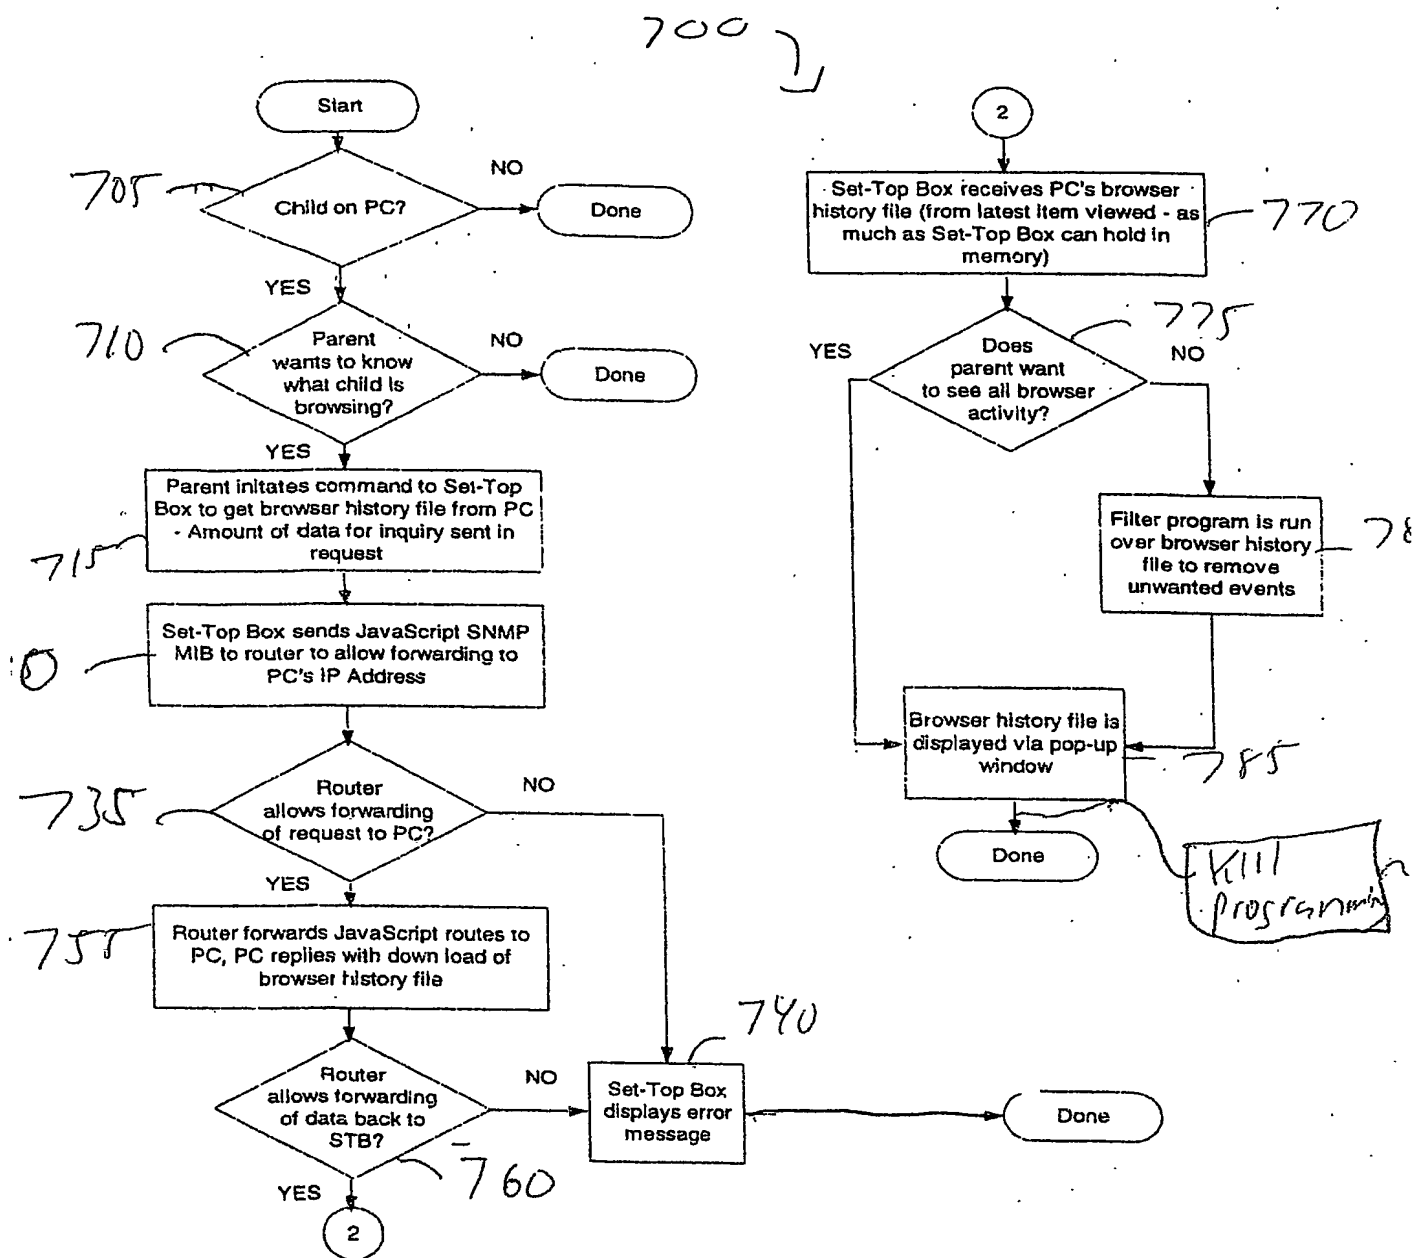 700
Start
705
Child on PC?
NO
Done
YES
710
Parent
wants to know
what child is
browsing?
NO
Done
YES
Parent initates command to Set-Top
Box to get browser history file from PC
- Amount of data for inquiry sent in
request
715
Set-Top Box sends JavaScript SNMP
MIB to router to allow forwarding to
PC's IP Address
0
735
Router
allows forwarding
of request to PC?
NO
YES
755
Router forwards JavaScript routes to
PC, PC replies with down load of
browser history file
Router
allows forwarding
of data back to
STB?
NO
760
YES
2
740
Set-Top Box
displays error
message
Done
2
Set-Top Box receives PC's browser
history file (from latest item viewed - as
much as Set-Top Box can hold in
memory)
770
775
YES
Does
parent want
to see all browser
activity?
NO
Filter program is run
over browser history
file to remove
unwanted events
78
Browser history file is
displayed via pop-up
window
785
Done
Kill